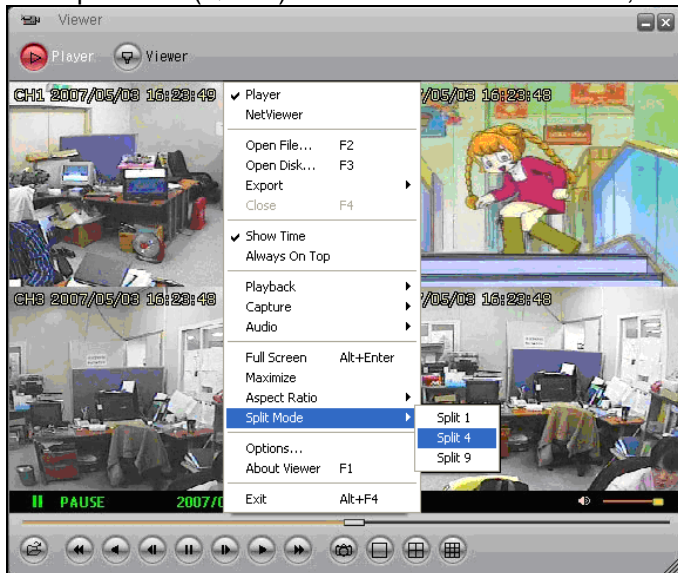 Viewer
Player
Viewer
CH1 2007/05/03 16:23:49
/05/03 16:23:48
CH3 2007/05/03 16:23:48
/05/03 16:23:48
Player
NetViewer
Open File... F2
Open Disk... F3
Export
Close F4
Show Time
Always On Top
Playback
Capture
Audio
Full Screen Alt+Enter
Maximize
Aspect Ratio
Split Mode
Split 1
Split 4
Split 9
Options...
About Viewer F1
Exit Alt+F4
PAUSE 2007/0